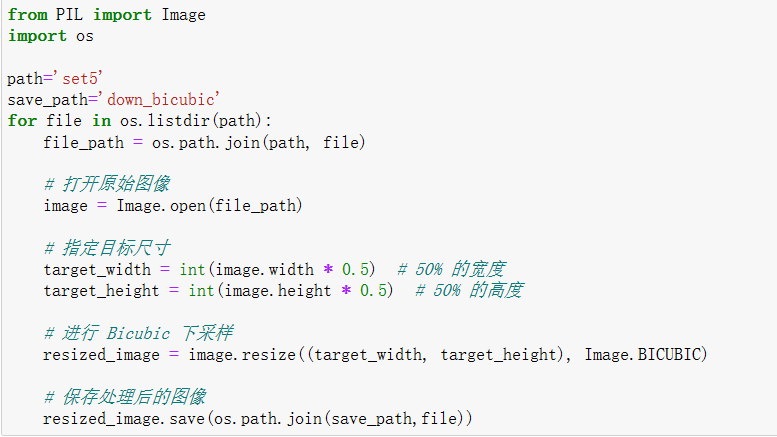 from PIL import Image
import os
path='set5'
save_path='down_bicubic'
for file in os.listdir(path):
    file_path = os.path.join(path, file)
    # 打开原始图像
    image = Image.open(file_path)
    # 指定目标尺寸
    target_width = int(image.width * 0.5)  # 50% 的宽度
    target_height = int(image.height * 0.5)  # 50% 的高度
    # 进行 Bicubic 下采样
    resized_image = image.resize((target_width, target_height), Image.BICUBIC)
    # 保存处理后的图像
    resized_image.save(os.path.join(save_path,file))